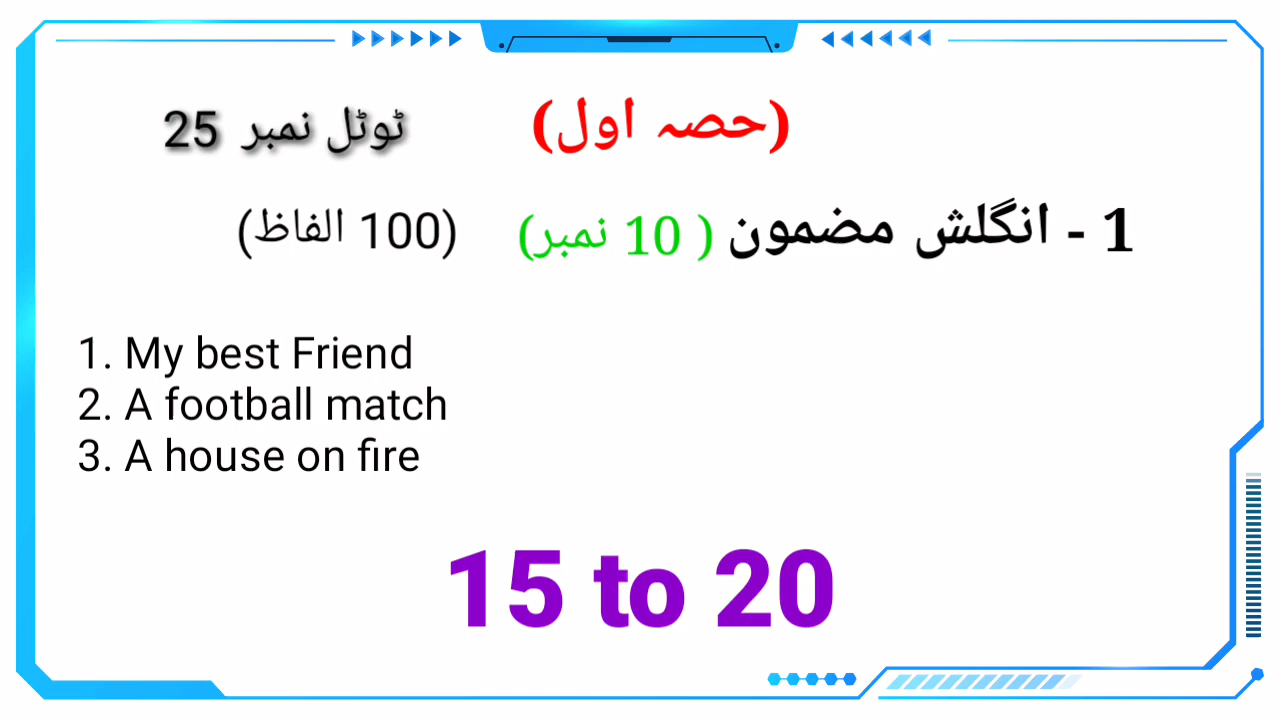 (حصہ اول) ٹوٹل نمبر 25
1 - انگلش مضمون ( 10 نمبر) (100 الفاظ)
1. My best Friend
2. A football match
3. A house on fire
15 to 20